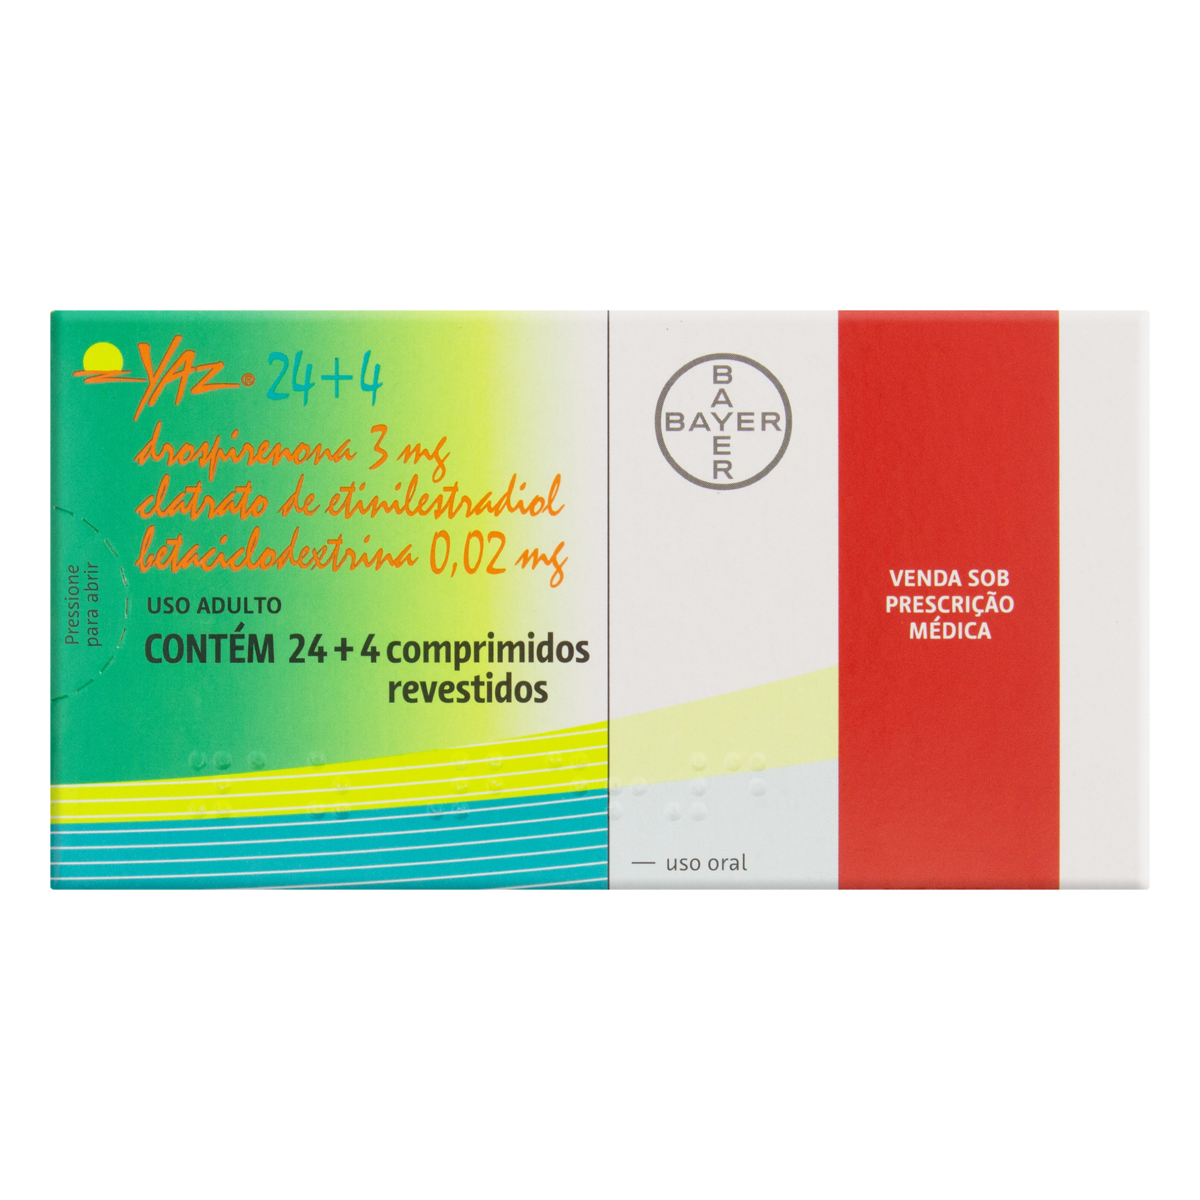 YAZ® 24+4
drospirenona 3 mg
clatrato de etinilestradiol
betaciclodextrina 0,02 mg
USO ADULTO
CONTÉM 24+4 comprimidos
revestidos
Pressione
para abrir
BAYER
BAYER
uso oral
VENDA SOB
PRESCRIÇÃO
MÉDICA